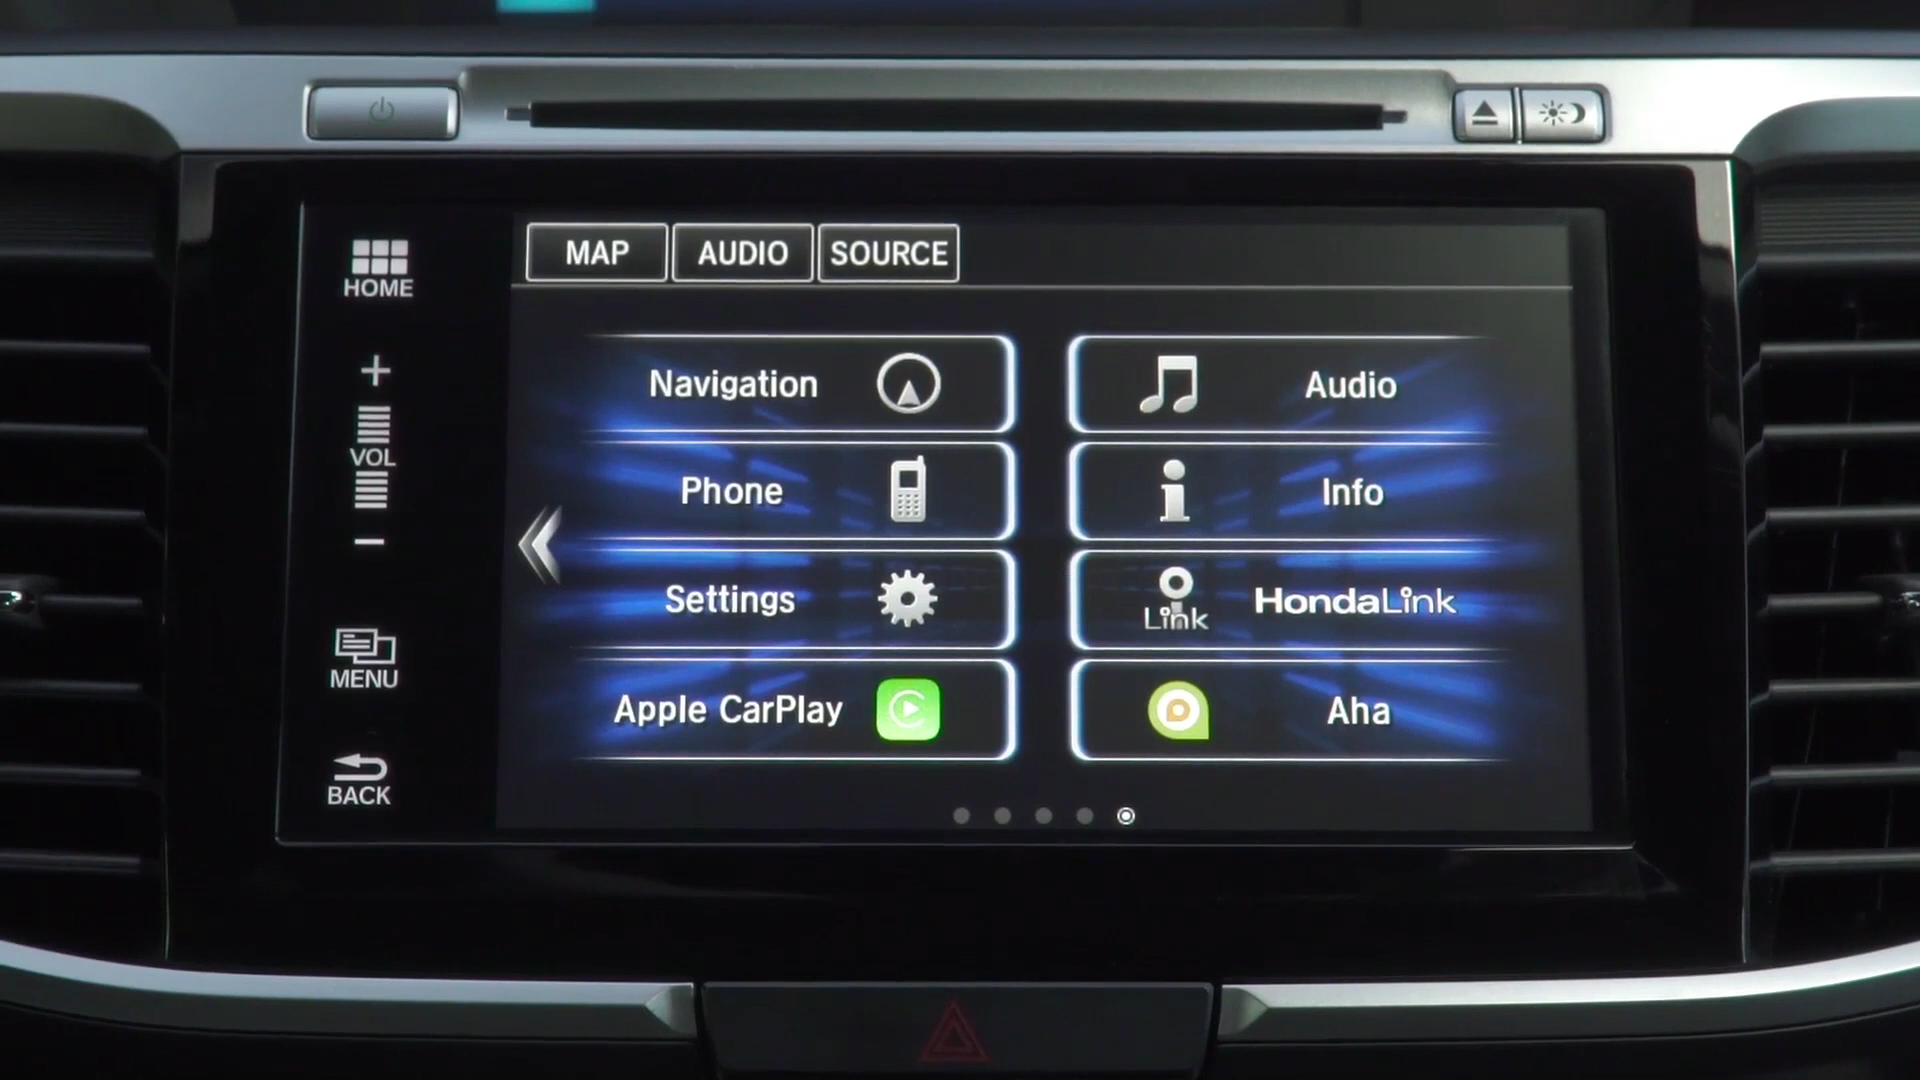 MAP AUDIO SOURCE
HOME
VOL
MENU
BACK
Navigation
Audio
Phone
Info
Settings
Link HondaLink
Apple CarPlay
Aha